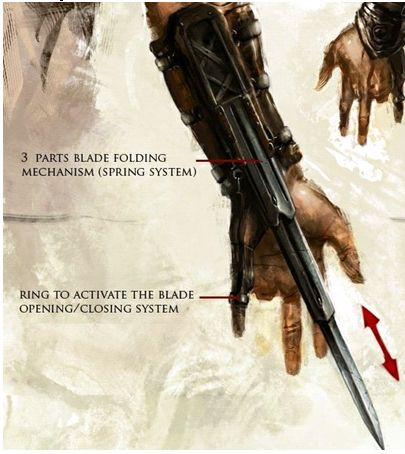 3 PARTS BLADE FOLDING
MECHANISM (SPRING SYSTEM)
RING TO ACTIVATE THE BLADE
OPENING/CLOSING SYSTEM